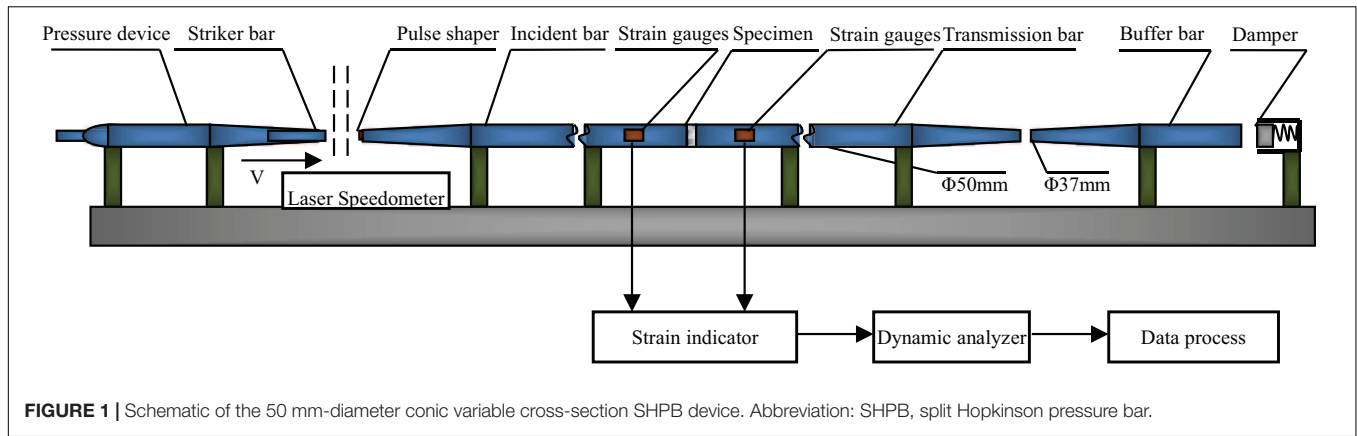 Pressure device Striker bar Pulse shaper Incident bar Strain gauges Specimen Strain gauges Transmission bar Buffer bar Damper
V
Laser Speedometer
Φ50mm Φ37mm
Strain indicator Dynamic analyzer Data process
FIGURE 1 | Schematic of the 50 mm-diameter conic variable cross-section SHPB device. Abbreviation: SHPB, split Hopkinson pressure bar.